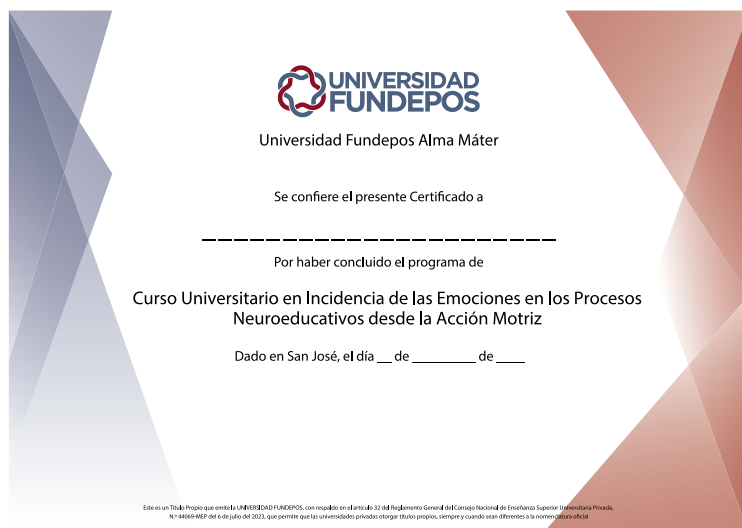 UNIVERSIDAD
FUNDEPOS
Universidad Fundepos Alma Máter
Se confiere el presente Certificado a
_ _ _ _ _ _ _ _ _ _ _ _ _ _ _ _ _ _ _ _ _ _
Por haber concluido el programa de
Curso Universitario en Incidencia de las Emociones en los Procesos
Neuroeducativos desde la Acción Motriz
Dado en San José, el día __ de _________ de ____
Este es un Título Propio que emite la UNIVERSIDAD FUNDEPOS, con respaldo en el artículo 32 del Reglamento General del Consejo Nacional de Enseñanza Superior Universitaria Privada,
N.º 44069-MEP del 6 de julio del 2023, que permite que las universidades privadas otorgar títulos propios, siempre y cuando sean diferentes a la nomenclatura oficial